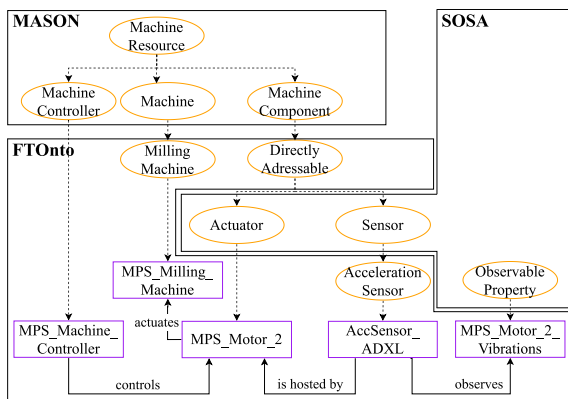 MASON
SOSA
Machine
Resource
Machine
Controller
Machine
Machine
Component
FTOnto
Milling
Machine
Directly
Adressable
Actuator
Sensor
MPS_Milling_
Machine
Acceleration
Sensor
Observable
Property
actuates
MPS_Machine_
Controller
MPS_Motor_2
AccSensor_
ADXL
MPS_Motor_2_
Vibrations
controls
is hosted by
observes